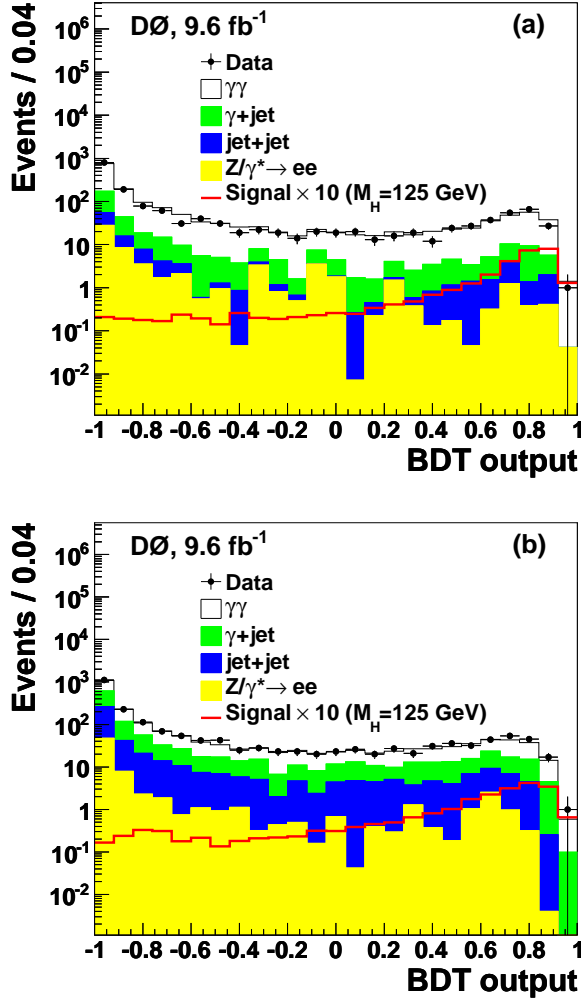 DØ, 9.6 fb⁻¹
(a)
Data
γγ
γ+jet
jet+jet
Z/γ*→ ee
Signal × 10 (M_H=125 GeV)
Events / 0.04
10⁶
10⁵
10⁴
10³
10²
10
1
10⁻¹
10⁻²
-1 -0.8 -0.6 -0.4 -0.2 0 0.2 0.4 0.6 0.8 1
BDT output
DØ, 9.6 fb⁻¹
(b)
Data
γγ
γ+jet
jet+jet
Z/γ*→ ee
Signal × 10 (M_H=125 GeV)
Events / 0.04
10⁶
10⁵
10⁴
10³
10²
10
1
10⁻¹
10⁻²
-1 -0.8 -0.6 -0.4 -0.2 0 0.2 0.4 0.6 0.8 1
BDT output